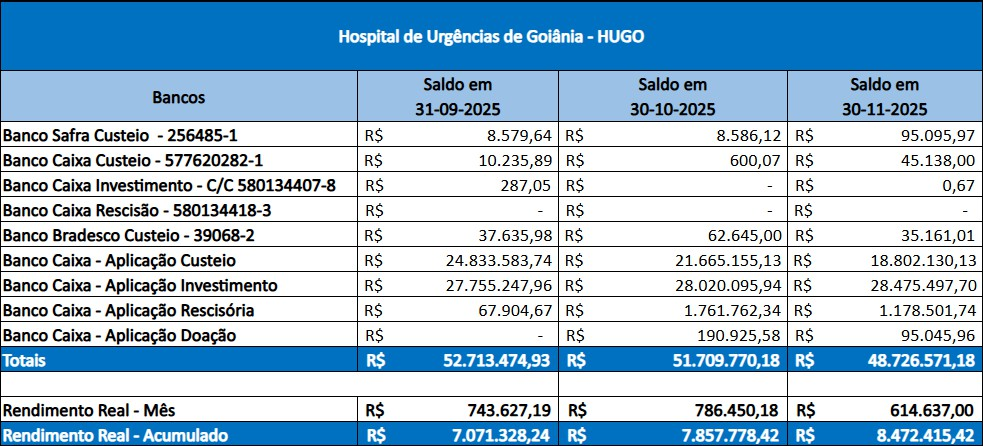 Hospital de Urgências de Goiânia - HUGO
Bancos Saldo em 31-09-2025 Saldo em 30-10-2025 Saldo em 30-11-2025
Banco Safra Custeio - 256485-1 R$ 8.579,64 R$ 8.586,12 R$ 95.095,97
Banco Caixa Custeio - 577620282-1 R$ 10.235,89 R$ 600,07 R$ 45.138,00
Banco Caixa Investimento - C/C 580134407-8 R$ 287,05 R$ - R$ 0,67
Banco Caixa Rescisão - 580134418-3 R$ - R$ - R$ -
Banco Bradesco Custeio - 39068-2 R$ 37.635,98 R$ 62.645,00 R$ 35.161,01
Banco Caixa - Aplicação Custeio R$ 24.833.583,74 R$ 21.665.155,13 R$ 18.802.130,13
Banco Caixa - Aplicação Investimento R$ 27.755.247,96 R$ 28.020.095,94 R$ 28.475.497,70
Banco Caixa - Aplicação Rescisória R$ 67.904,67 R$ 1.761.762,34 R$ 1.178.501,74
Banco Caixa - Aplicação Doação R$ - R$ 190.925,58 R$ 95.045,96
Totais R$ 52.713.474,93 R$ 51.709.770,18 R$ 48.726.571,18
Rendimento Real - Mês R$ 743.627,19 R$ 786.450,18 R$ 614.637,00
Rendimento Real - Acumulado R$ 7.071.328,24 R$ 7.857.778,42 R$ 8.472.415,42